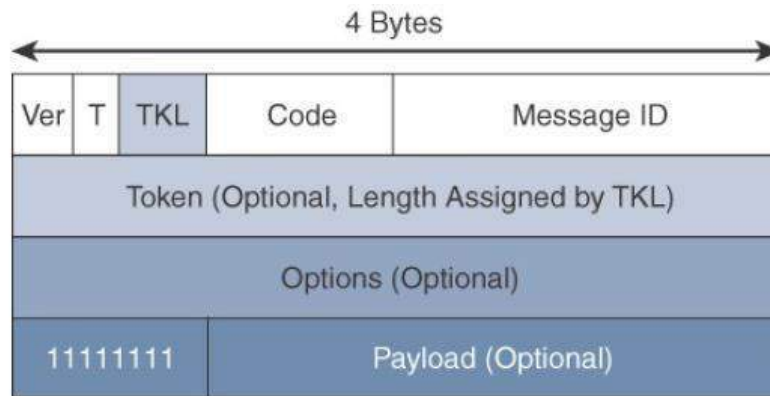 4 Bytes
Ver T TKL Code Message ID
Token (Optional, Length Assigned by TKL)
Options (Optional)
11111111 Payload (Optional)